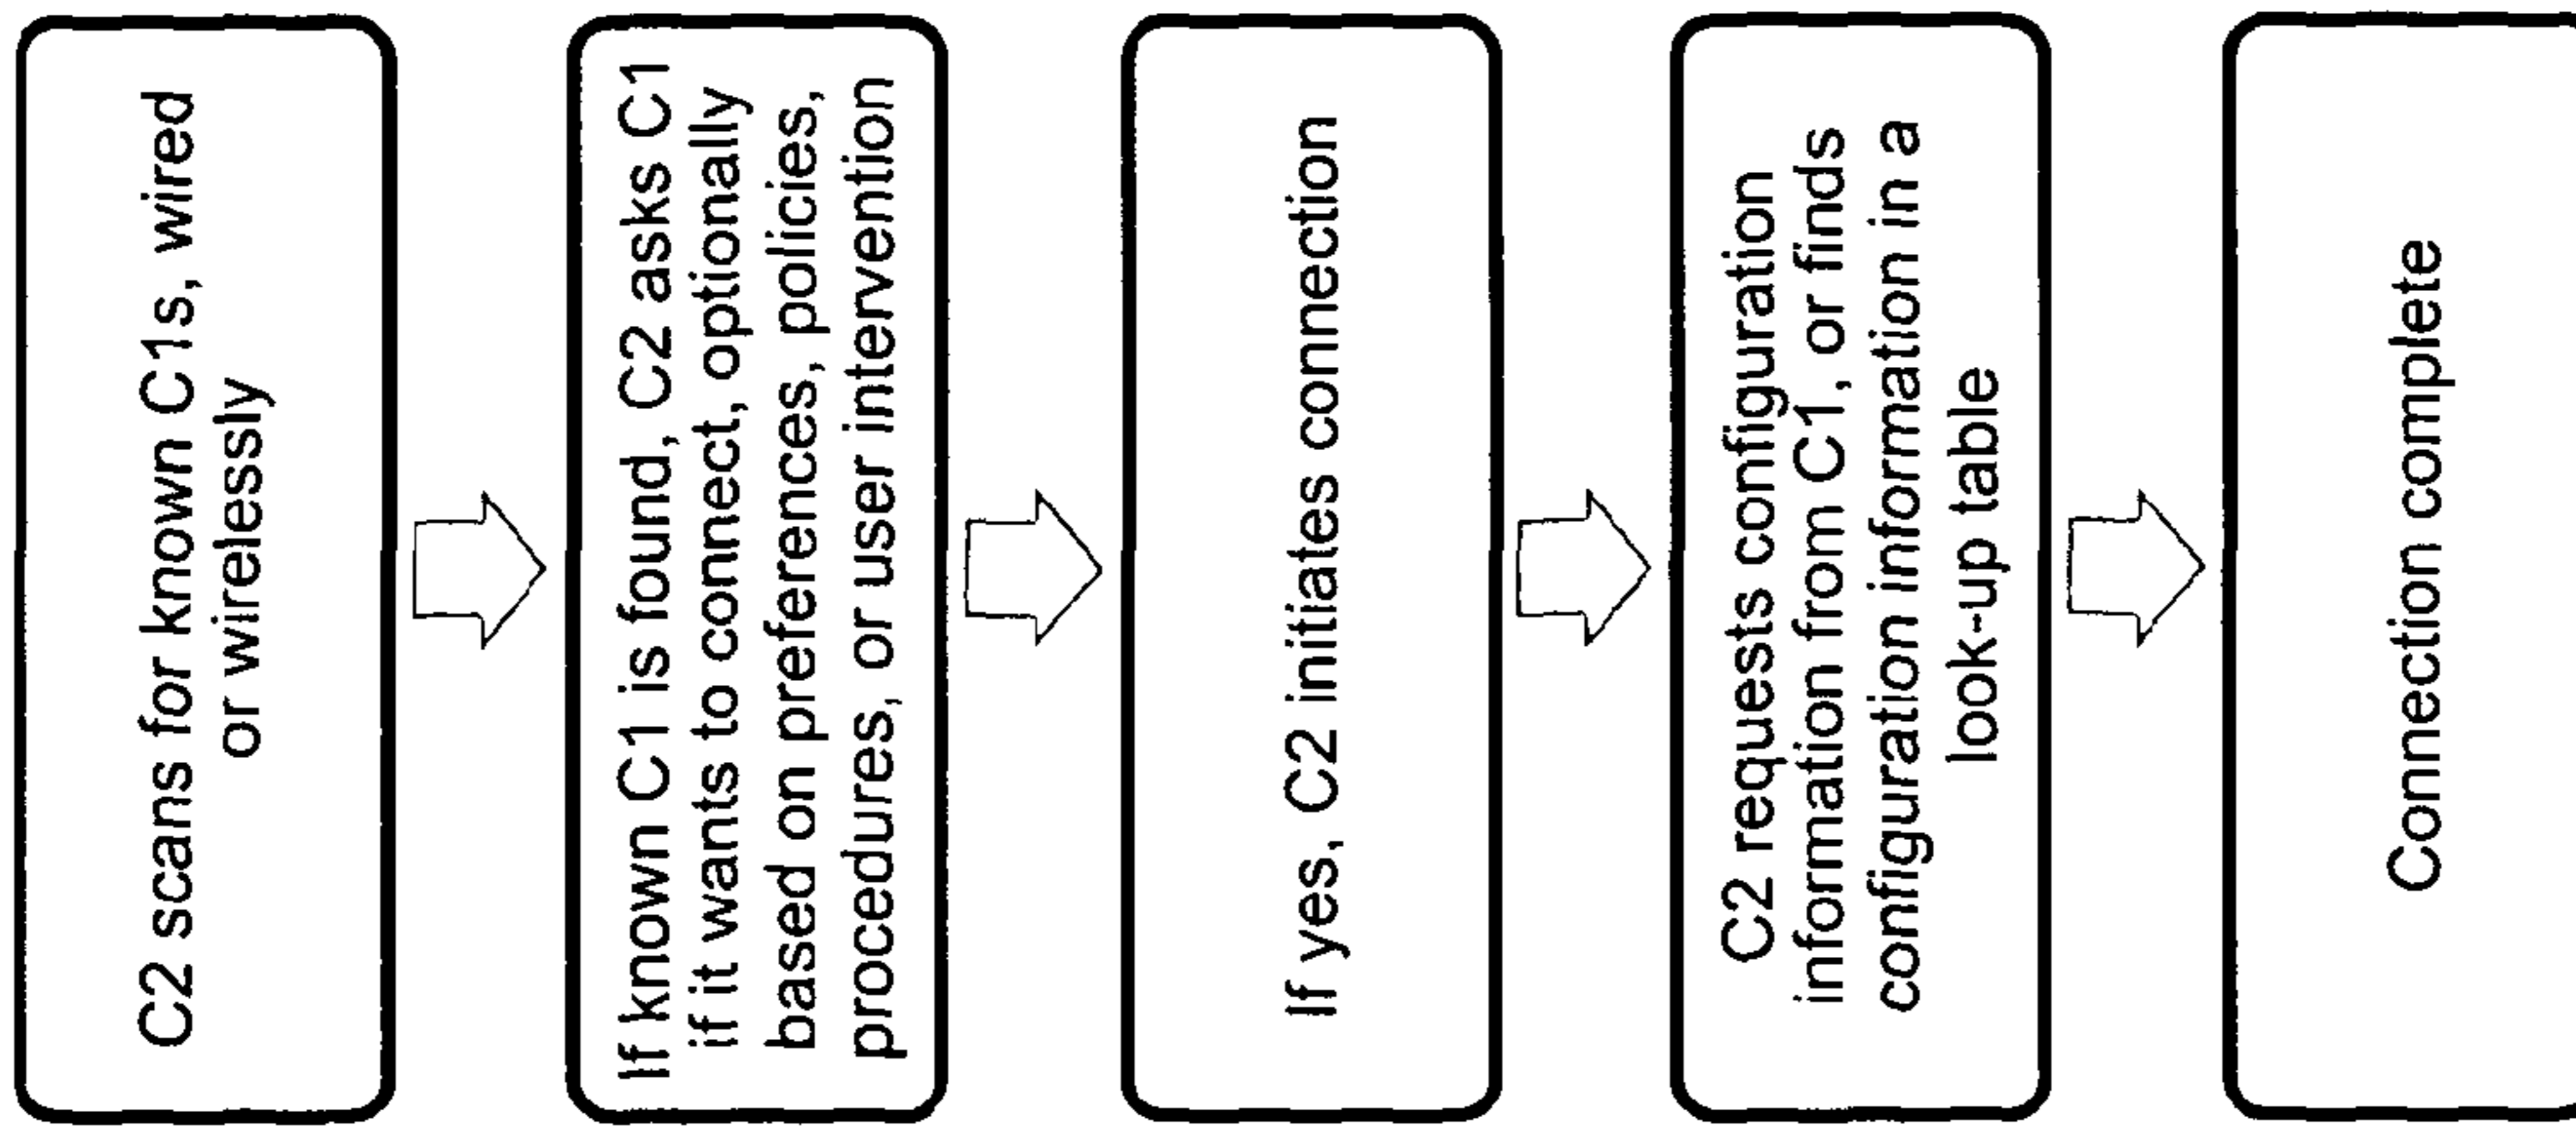 C2 scans for known C1s, wired
or wirelessly
If known C1 is found, C2 asks C1
if it wants to connect, optionally
based on preferences, policies,
procedures, or user intervention
If yes, C2 initiates connection
C2 requests configuration
information from C1, or finds
configuration information in a
look-up table
Connection complete